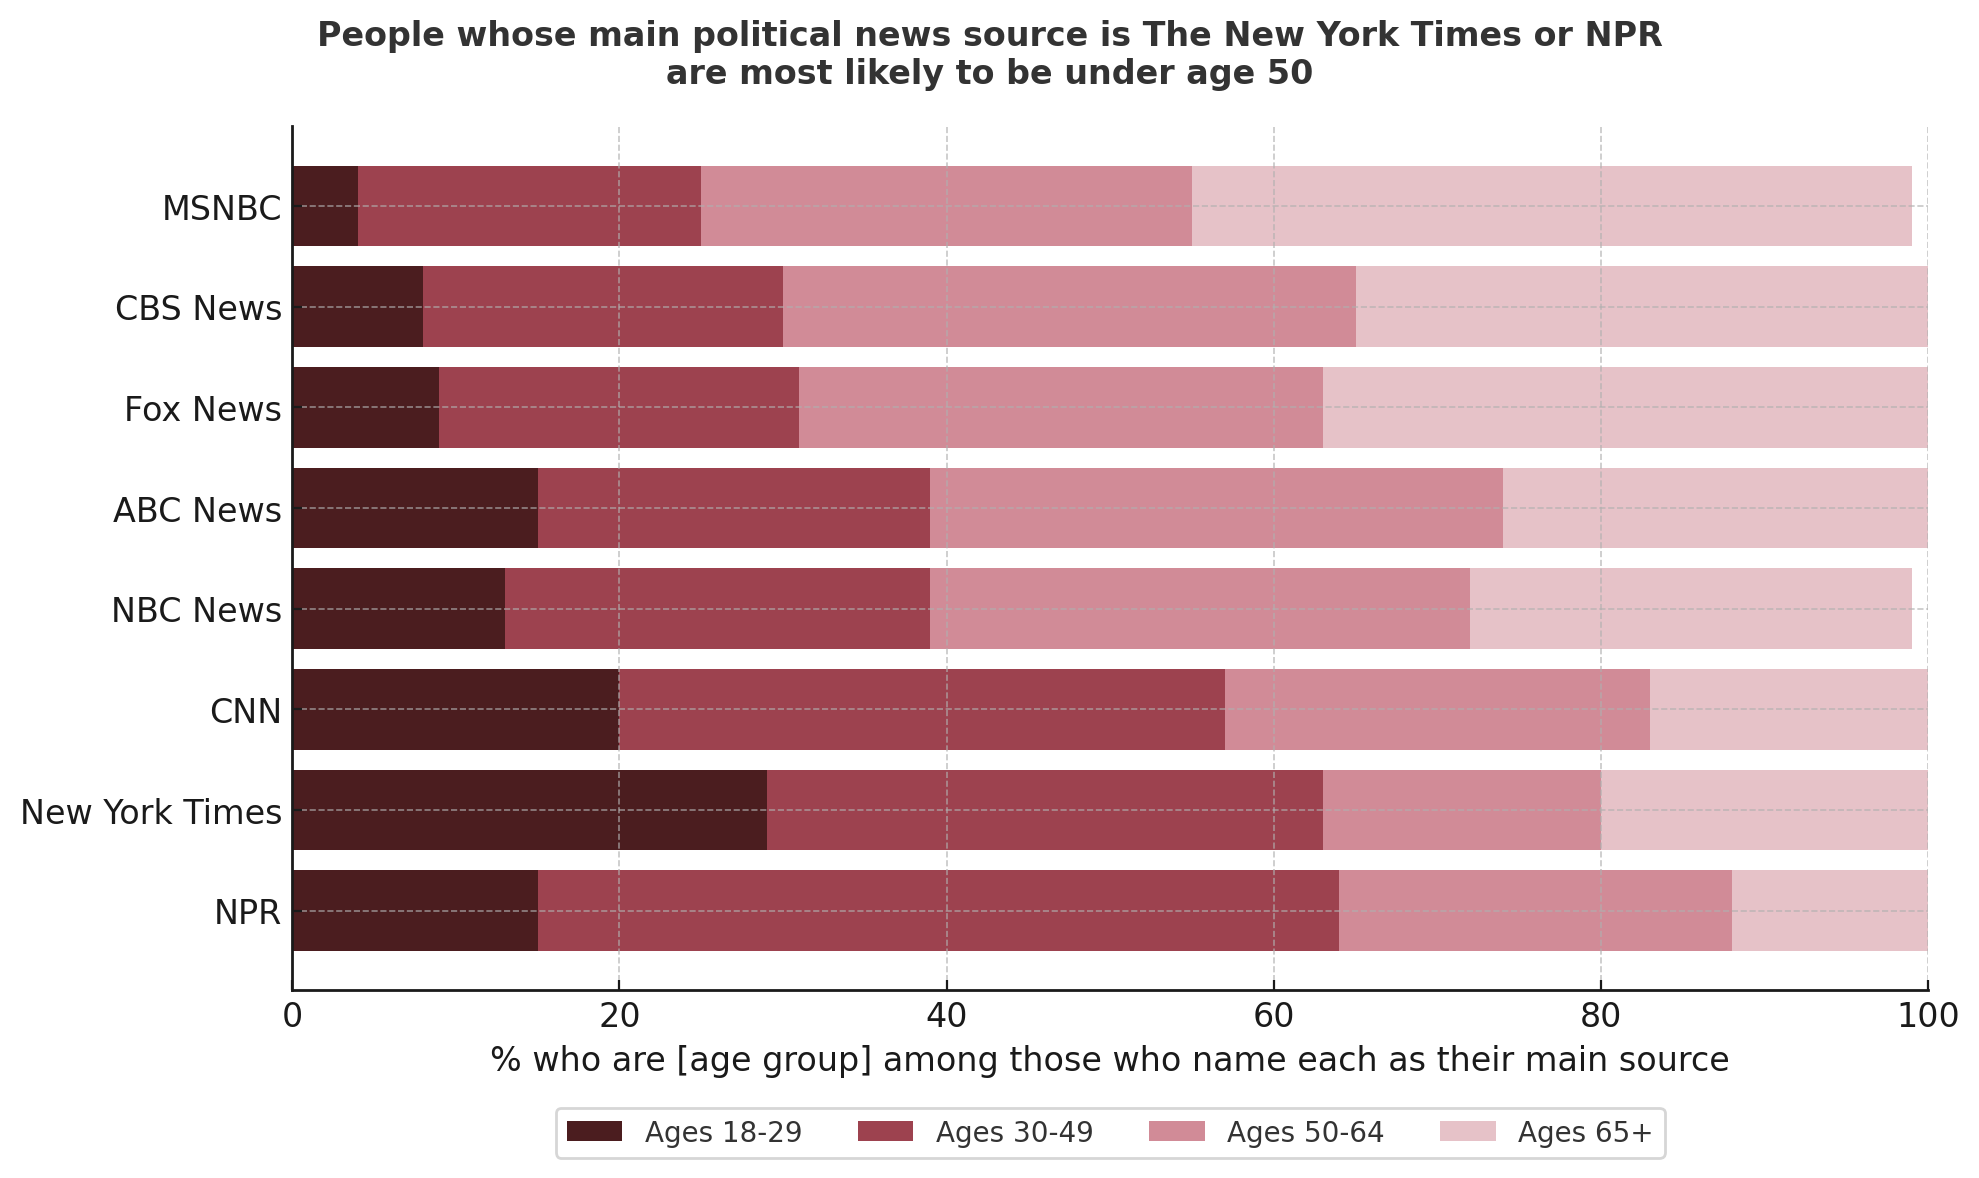 People whose main political news source is The New York Times or NPR
are most likely to be under age 50
MSNBC
CBS News
Fox News
ABC News
NBC News
CNN
New York Times
NPR
0 20 40 60 80 100
% who are [age group] among those who name each as their main source
Ages 18-29 Ages 30-49 Ages 50-64 Ages 65+